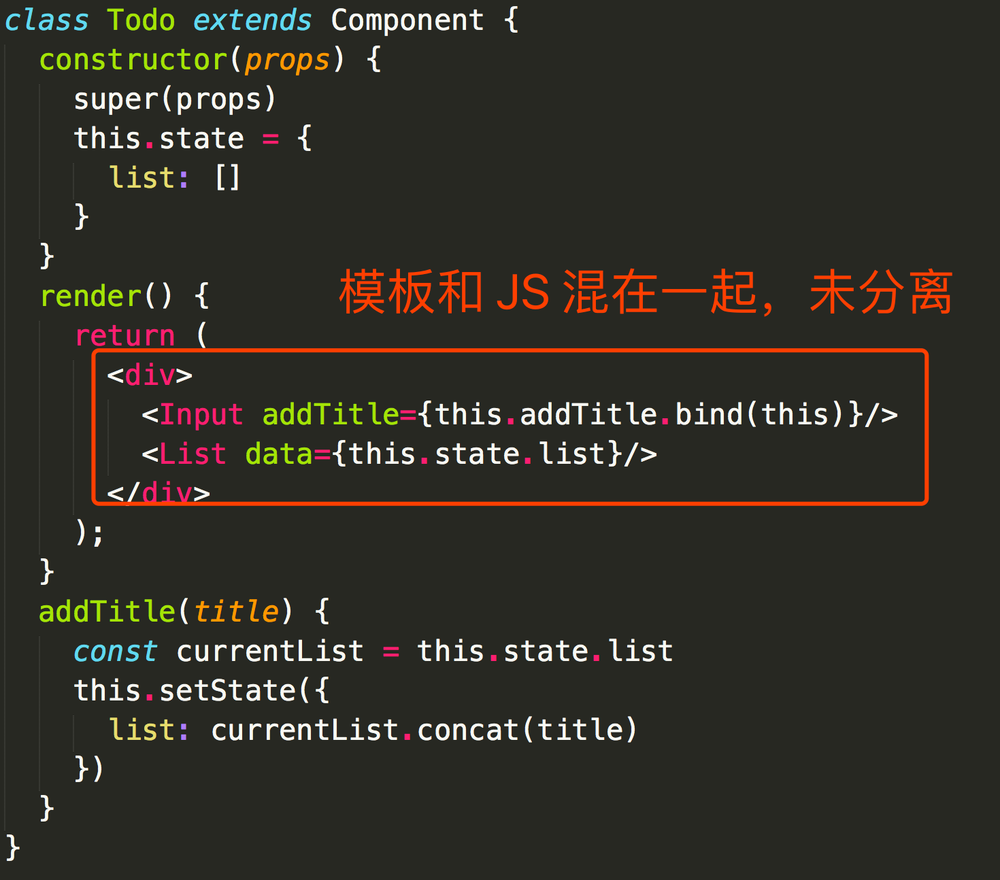 class Todo extends Component {
constructor(props) {
super(props)
this.state = {
list: []
}
}
render() {
模板和 JS 混在一起，未分离
return (
<div>
<Input addTitle={this.addTitle.bind(this)}/>
<List data={this.state.list}/>
</div>
);
}
addTitle(title) {
const currentList = this.state.list
this.setState({
list: currentList.concat(title)
})
}
}